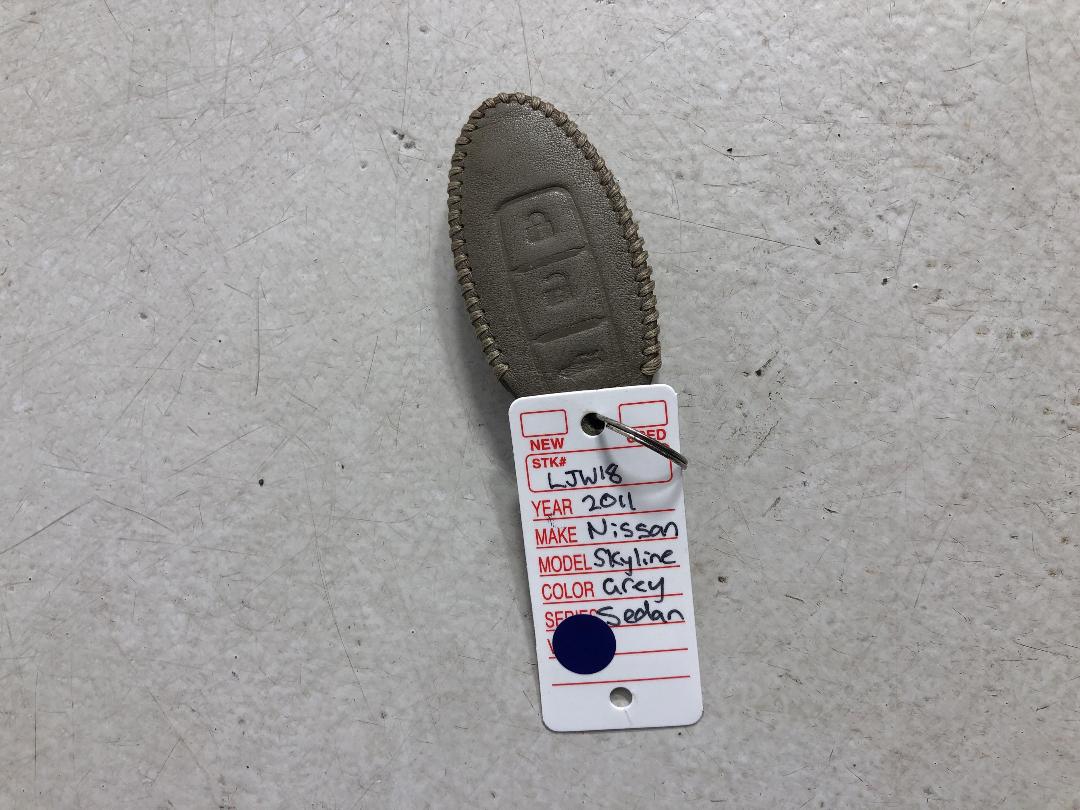 NEW USED
STK# LJW18
YEAR 2011
MAKE Nissan
MODEL Skyline
COLOR Grey
SERIES Sedan